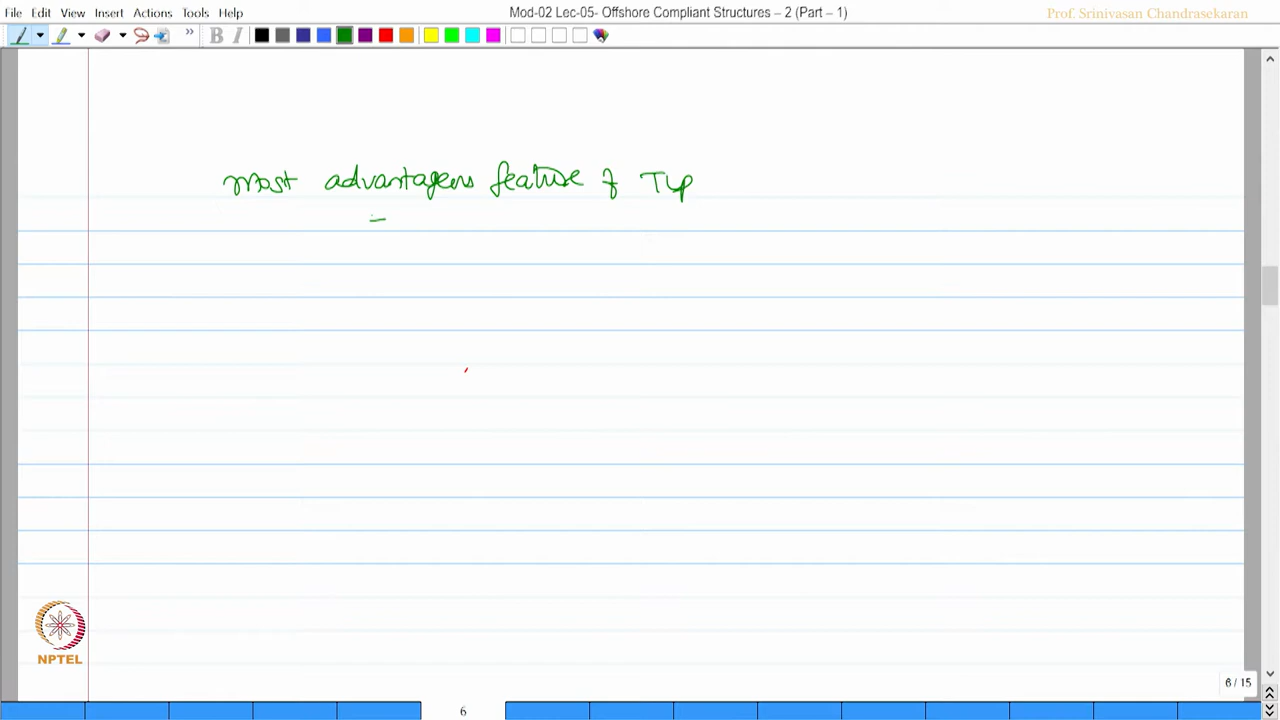 File Edit View Insert Actions Tools Help
Mod-02 Lec-05- Offshore Compliant Structures – 2 (Part – 1)
Prof. Srinivasan Chandrasekaran
B I
most advantageous feature of TLP
NPTEL
6 / 15
6